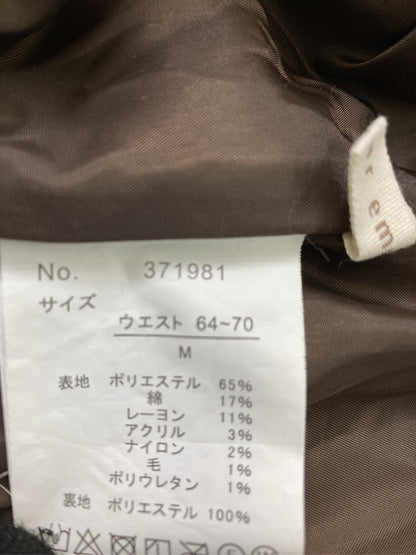 rem
No. 371981
サイズ
ウエスト 64~70
M
表地 ポリエステル 65%
綿 17%
レーヨン 11%
アクリル 3%
ナイロン 2%
毛 1%
ポリウレタン 1%
裏地 ポリエステル 100%